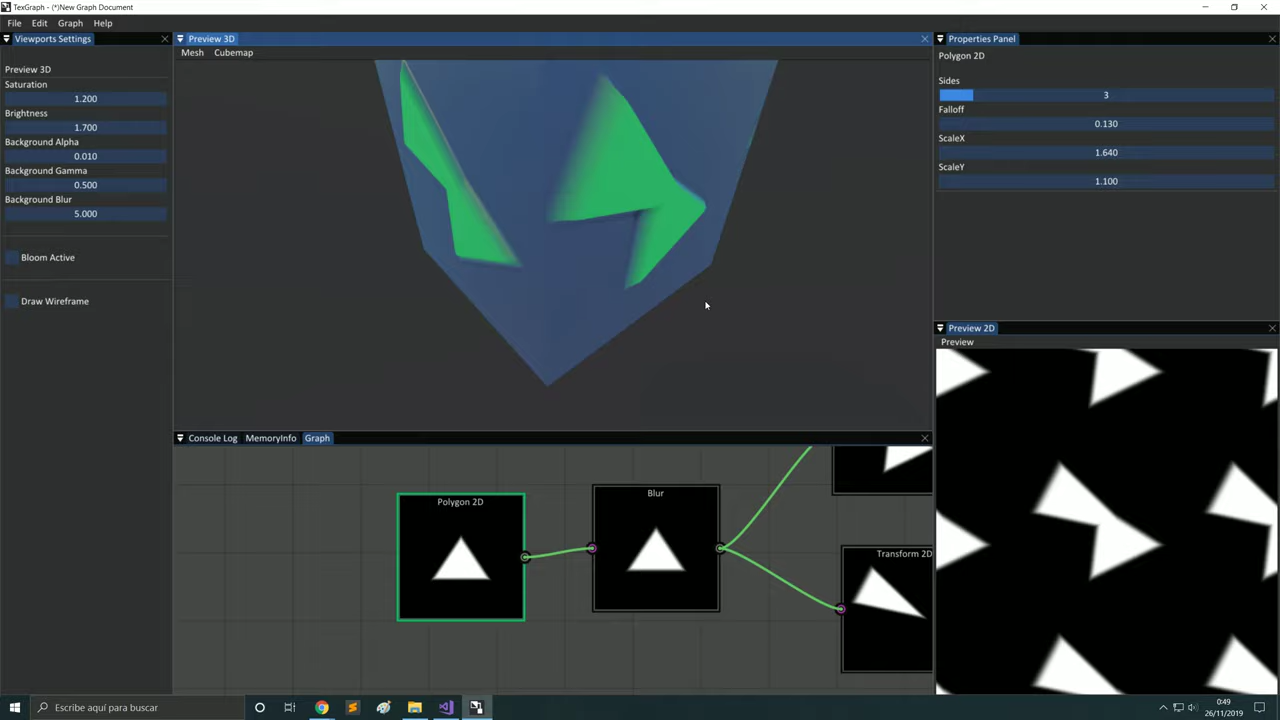 TexGraph - (*)New Graph Document
File Edit Graph Help
Viewports Settings
Preview 3D
Saturation
1.200
Brightness
1.700
Background Alpha
0.010
Background Gamma
0.500
Background Blur
5.000
Bloom Active
Draw Wireframe
Preview 3D
Mesh Cubemap
Console Log MemoryInfo Graph
Polygon 2D
Blur
Transform 2D
Properties Panel
Polygon 2D
Sides
3
Falloff
0.130
ScaleX
1.640
ScaleY
1.100
Preview 2D
Preview
Escribe aquí para buscar
0:49
26/11/2019